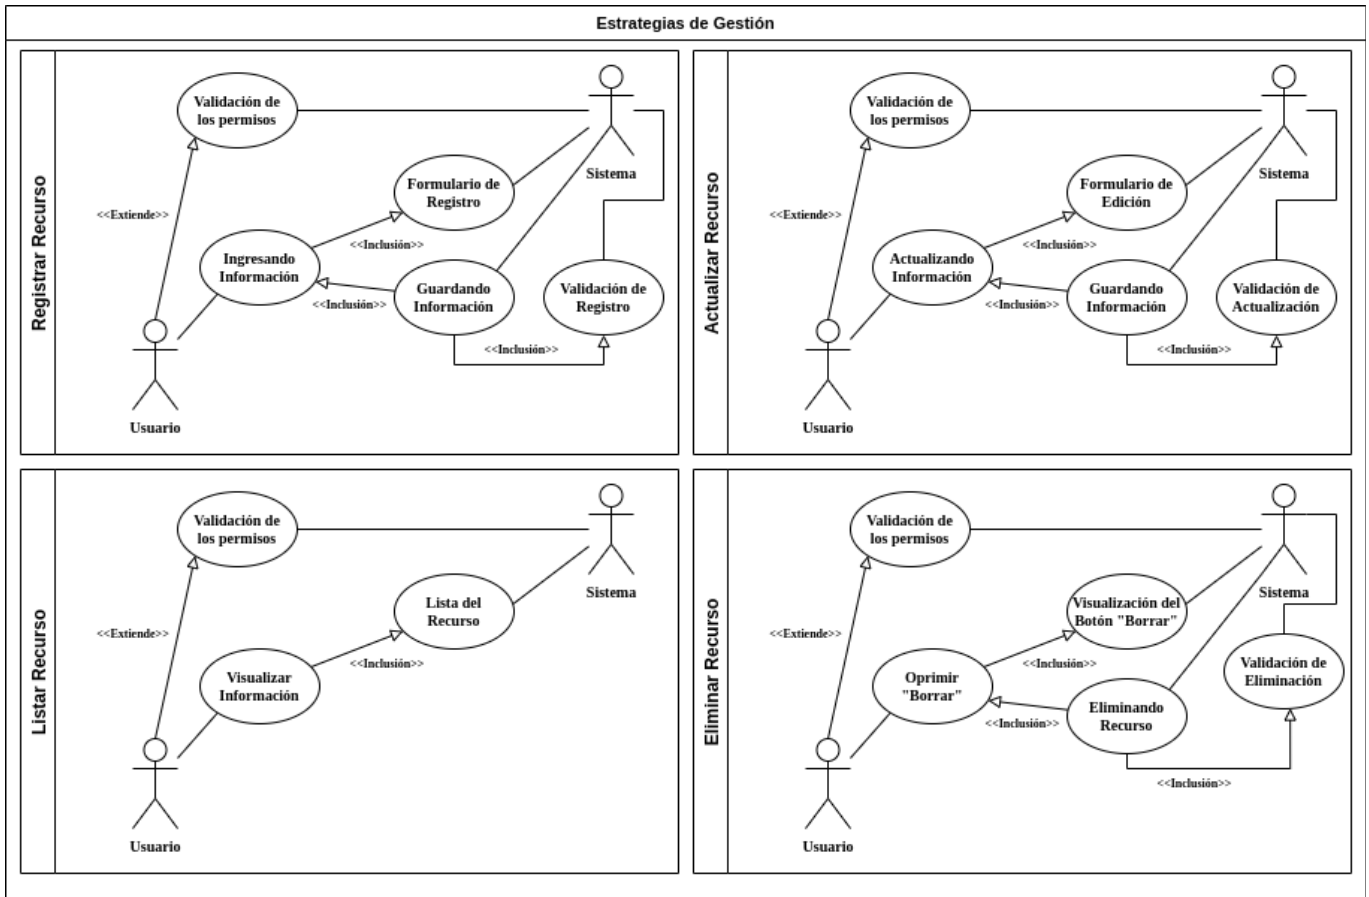 Estrategias de Gestión
Registrar Recurso
Validación de
los permisos
Sistema
<<Extiende>>
Formulario de
Registro
<<Inclusión>>
Ingresando
Información
Guardando
Información
<<Inclusión>>
Validación de
Registro
<<Inclusión>>
Usuario
Actualizar Recurso
Validación de
los permisos
Sistema
<<Extiende>>
Formulario de
Edición
<<Inclusión>>
Actualizando
Información
Guardando
Información
<<Inclusión>>
Validación de
Actualización
<<Inclusión>>
Usuario
Listar Recurso
Validación de
los permisos
Sistema
<<Extiende>>
Lista del
Recurso
<<Inclusión>>
Visualizar
Información
Usuario
Eliminar Recurso
Validación de
los permisos
Sistema
<<Extiende>>
Visualización del
Botón "Borrar"
<<Inclusión>>
Oprimir
"Borrar"
Eliminando
Recurso
<<Inclusión>>
Validación de
Eliminación
<<Inclusión>>
Usuario